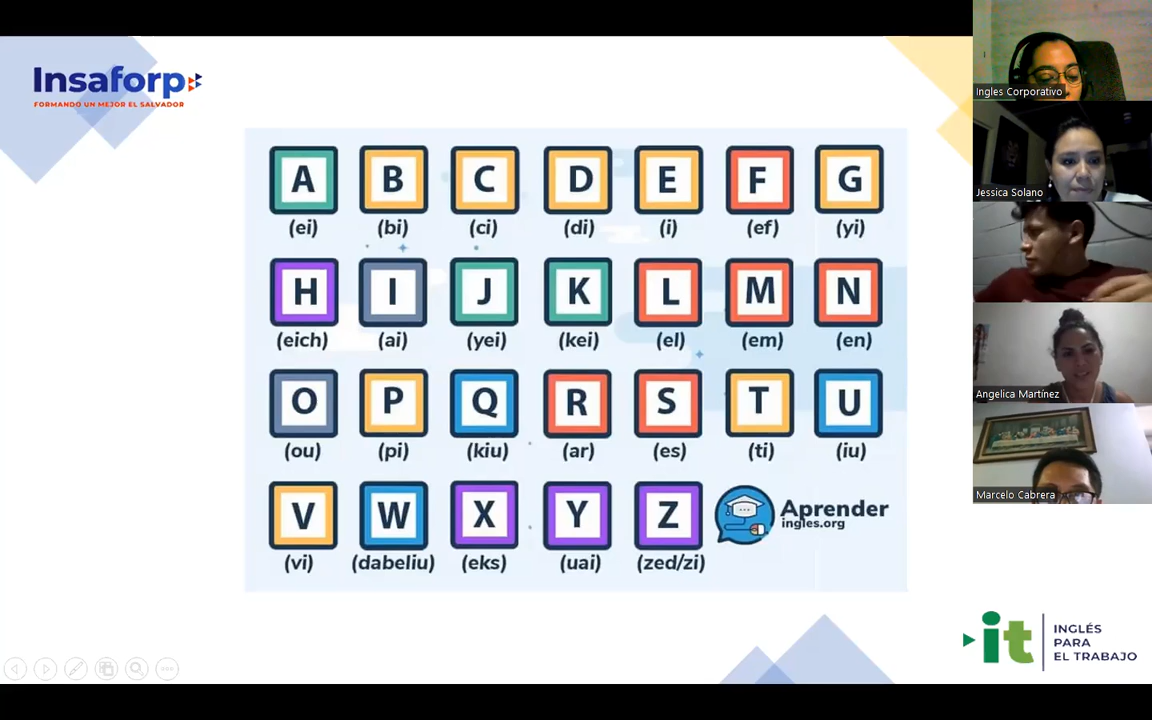 Insaforp
FORMANDO UN MEJOR EL SALVADOR
A B C D E F G
(ei) (bi) (ci) (di) (i) (ef) (yi)
H I J K L M N
(eich) (ai) (yei) (kei) (el) (em) (en)
O P Q R S T U
(ou) (pi) (kiu) (ar) (es) (ti) (iu)
V W X Y Z
(vi) (dabeliu) (eks) (uai) (zed/zi)
Aprender
ingles.org
it
INGLÉS
PARA
EL TRABAJO
Ingles Corporativo
Jessica Solano
Angelica Martínez
Marcelo Cabrera